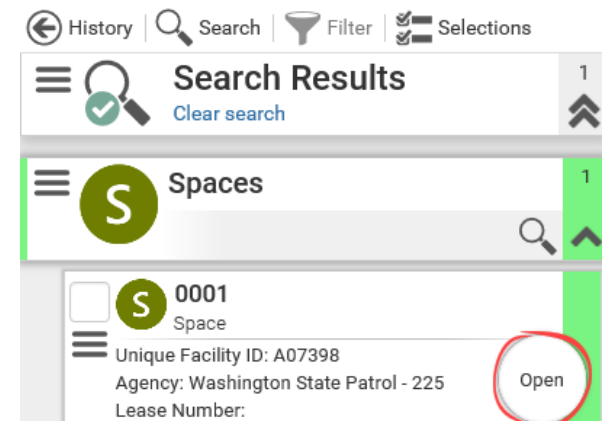 History Search Filter Selections
Search Results 1
Clear search
S Spaces 1
S 0001
Space
Unique Facility ID: A07398
Agency: Washington State Patrol - 225 Open
Lease Number: